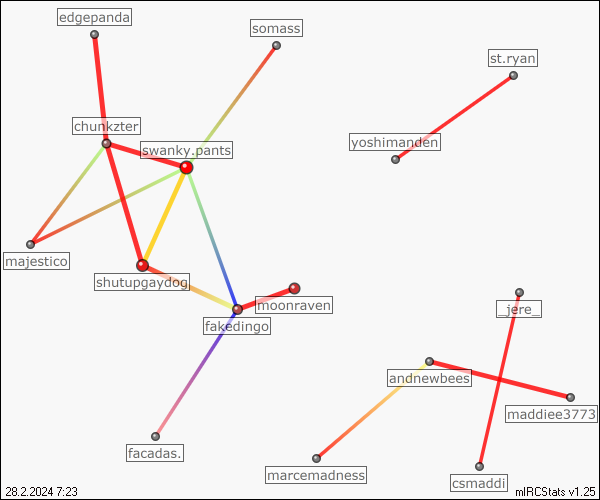 edgepanda
somass
st.ryan
chunkzter
yoshimanden
swanky.pants
majestico
shutupgaydog
moonraven
_jere_
fakedingo
andnewbees
maddiee3773
facadas.
marcemadness
csmaddi
28.2.2024 7:23
mIRCStats v1.25